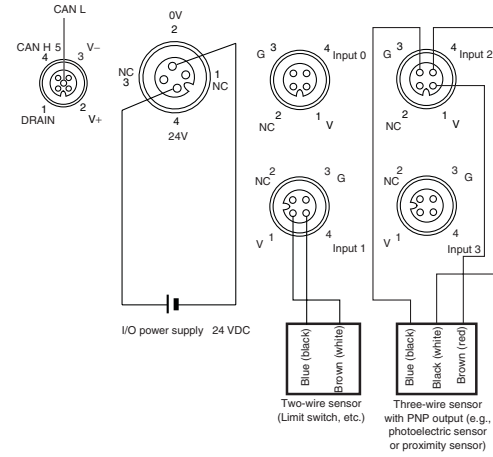 CAN L
CAN H 5 V–
4 3
1 2
DRAIN V+
0V
2
NC
3
1
NC
4
24V
I/O power supply 24 VDC
G 3 4 Input 0
NC 2 1 V
NC 2 3 G
V 1 4
Input 1
Blue (black)
Brown (white)
Two-wire sensor
(Limit switch, etc.)
G 3 4 Input 2
NC 2 1 V
NC 2 3 G
V 1 4
Input 3
Blue (black)
Black (white)
Brown (red)
Three-wire sensor
with PNP output (e.g.,
photoelectric sensor
or proximity sensor)